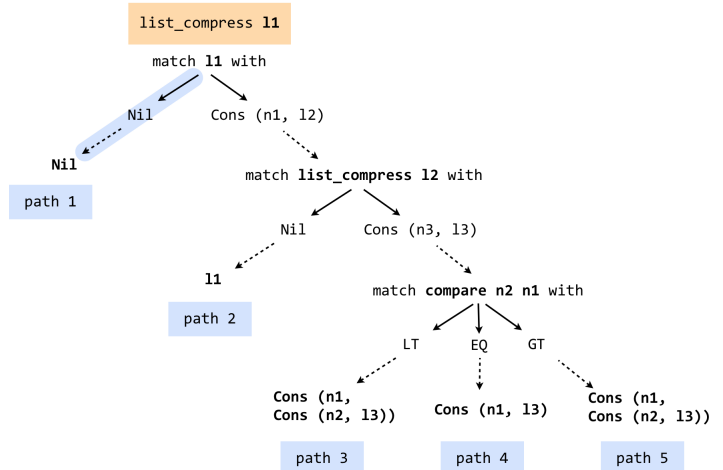 list_compress l1
match l1 with
Nil
Cons (n1, l2)
Nil
path 1
match list_compress l2 with
Nil
Cons (n3, l3)
l1
path 2
match compare n2 n1 with
LT
EQ
GT
Cons (n1,
Cons (n2, l3))
Cons (n1, l3)
Cons (n1,
Cons (n2, l3))
path 3
path 4
path 5